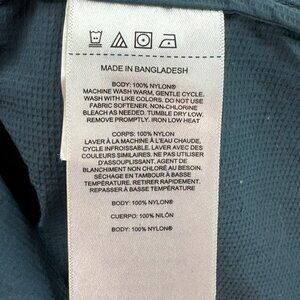 MADE IN BANGLADESH
BODY: 100% NYLON®
MACHINE WASH WARM, GENTLE CYCLE.
WASH WITH LIKE COLORS. DO NOT USE
FABRIC SOFTENER. NON-CHLORINE
BLEACH AS NEEDED. TUMBLE DRY LOW.
REMOVE PROMPTLY. IRON LOW HEAT
CORPS: 100% NYLON
LAVER À LA MACHINE À L'EAU CHAUDE,
CYCLE INFROISSABLE. LAVER AVEC DES
COULEURS SIMILAIRES. NE PAS UTILISER
D'ASSOUPLISSANT. AGENT DE
BLANCHIMENT NON CHLORÉ AU BESOIN.
SÉCHAGE EN TAMBOUR À BASSE
TEMPÉRATURE. RETIRER RAPIDEMENT.
REPASSER À BASSE TEMPÉRATURE
BODY: 100% NYLON®
CUERPO: 100% NILÓN
BODY: 100% NYLON®